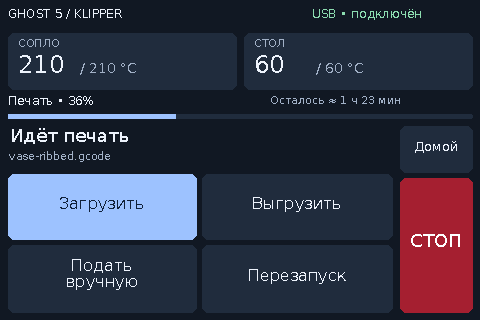 GHOST 5 / KLIPPER
USB • подключён
СОПЛО
210 / 210 °C
СТОЛ
60 / 60 °C
Печать • 36%
Осталось ≈ 1 ч 23 мин
Идёт печать
vase-ribbed.gcode
Домой
Загрузить
Выгрузить
СТОП
Подать
вручную
Перезапуск